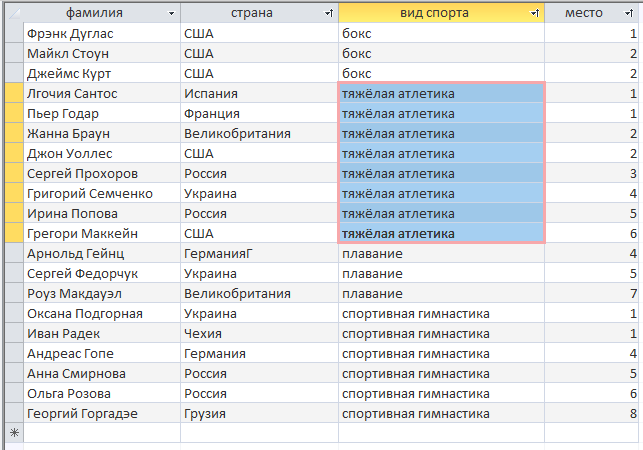 фамилия страна вид спорта место
Фрэнк Дуглас США бокс 1
Майкл Стоун США бокс 2
Джеймс Курт США бокс 2
Лгочия Сантос Испания тяжёлая атлетика 1
Пьер Годар Франция тяжёлая атлетика 1
Жанна Браун Великобритания тяжёлая атлетика 2
Джон Уоллес США тяжёлая атлетика 2
Сергей Прохоров Россия тяжёлая атлетика 3
Григорий Семченко Украина тяжёлая атлетика 4
Ирина Попова Россия тяжёлая атлетика 5
Грегори Маккейн США тяжёлая атлетика 6
Арнольд Гейнц ГерманияГ плавание 4
Сергей Федорчук Украина плавание 5
Роуз Макдауэл Великобритания плавание 7
Оксана Подгорная Украина спортивная гимнастика 1
Иван Радек Чехия спортивная гимнастика 1
Андреас Гопе Германия спортивная гимнастика 4
Анна Смирнова Россия спортивная гимнастика 5
Ольга Розова Россия спортивная гимнастика 6
Георгий Горгадэе Грузия спортивная гимнастика 8